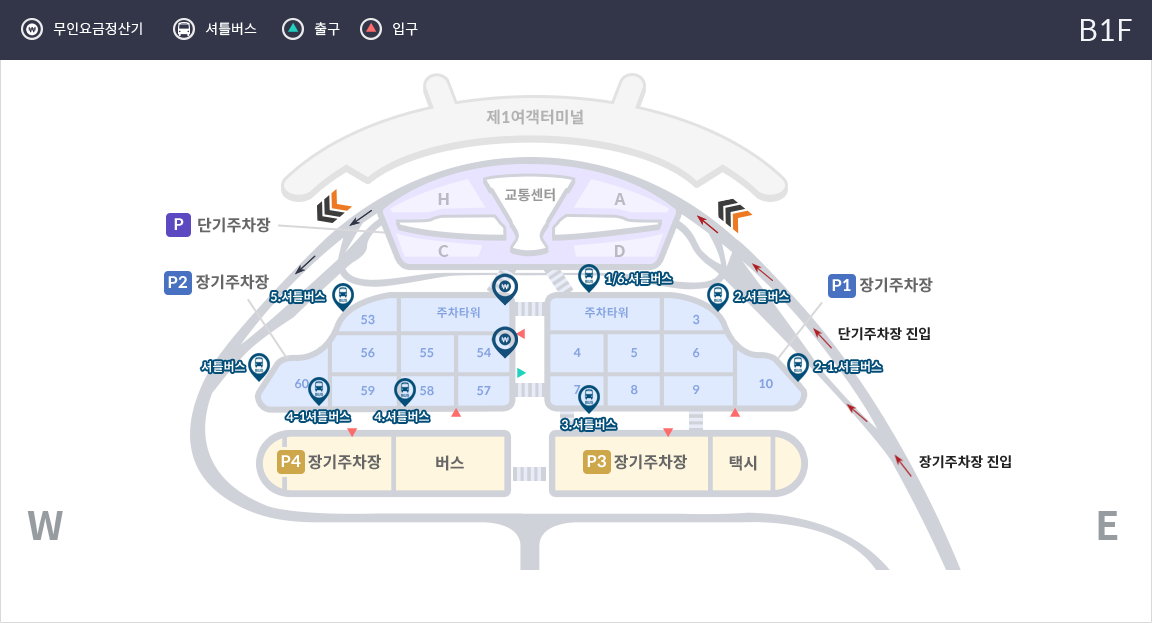 무인요금정산기
셔틀버스
출구
입구
B1F
제1여객터미널
교통센터
H
A
C
D
P 단기주차장
P2 장기주차장
P1 장기주차장
1/6.셔틀버스
5.셔틀버스
2.셔틀버스
53
주차타워
주차타워
3
단기주차장 진입
56
55
54
4
5
6
셔틀버스
2-1.셔틀버스
60
59
58
57
7
8
9
10
4-1셔틀버스
4.셔틀버스
3.셔틀버스
P4 장기주차장
버스
P3 장기주차장
택시
장기주차장 진입
W
E